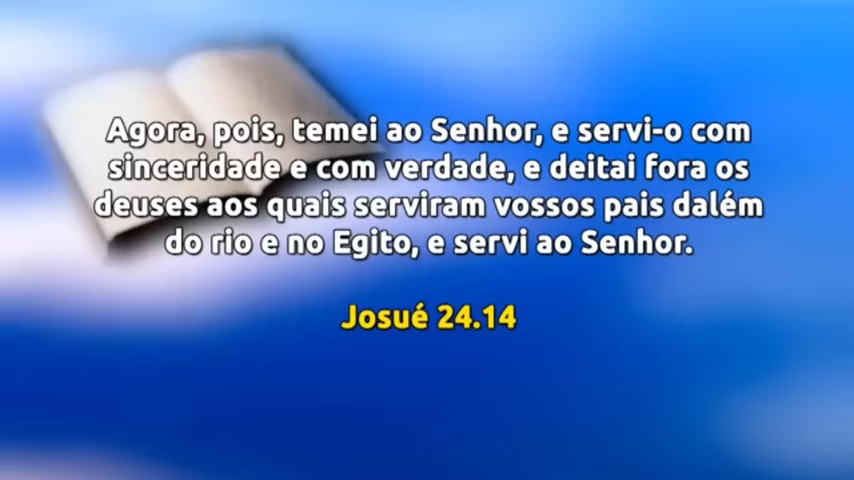 Agora, pois, temei ao Senhor, e servi-o com
sinceridade e com verdade, e deitai fora os
deuses aos quais serviram vossos pais dalém
do rio e no Egito, e servi ao Senhor.
Josué 24.14